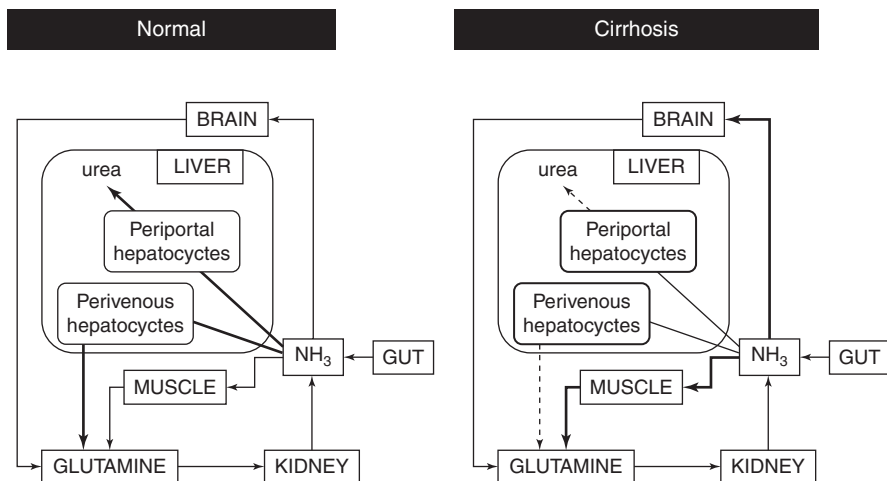 Normal
BRAIN
LIVER
urea
Periportal
hepatocyctes
Perivenous
hepatocyctes
NH₃
GUT
MUSCLE
GLUTAMINE
KIDNEY
Cirrhosis
BRAIN
LIVER
urea
Periportal
hepatocyctes
Perivenous
hepatocyctes
NH₃
GUT
MUSCLE
GLUTAMINE
KIDNEY